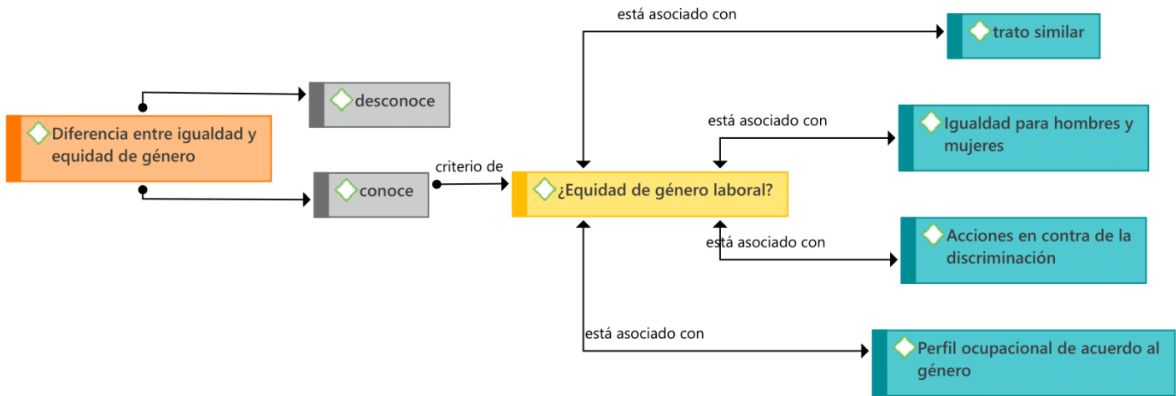 está asociado con
trato similar
desconoce
está asociado con
Igualdad para hombres y
mujeres
Diferencia entre igualdad y
equidad de género
criterio de
conoce
¿Equidad de género laboral?
está asociado con
Acciones en contra de la
discriminación
está asociado con
Perfil ocupacional de acuerdo al
género